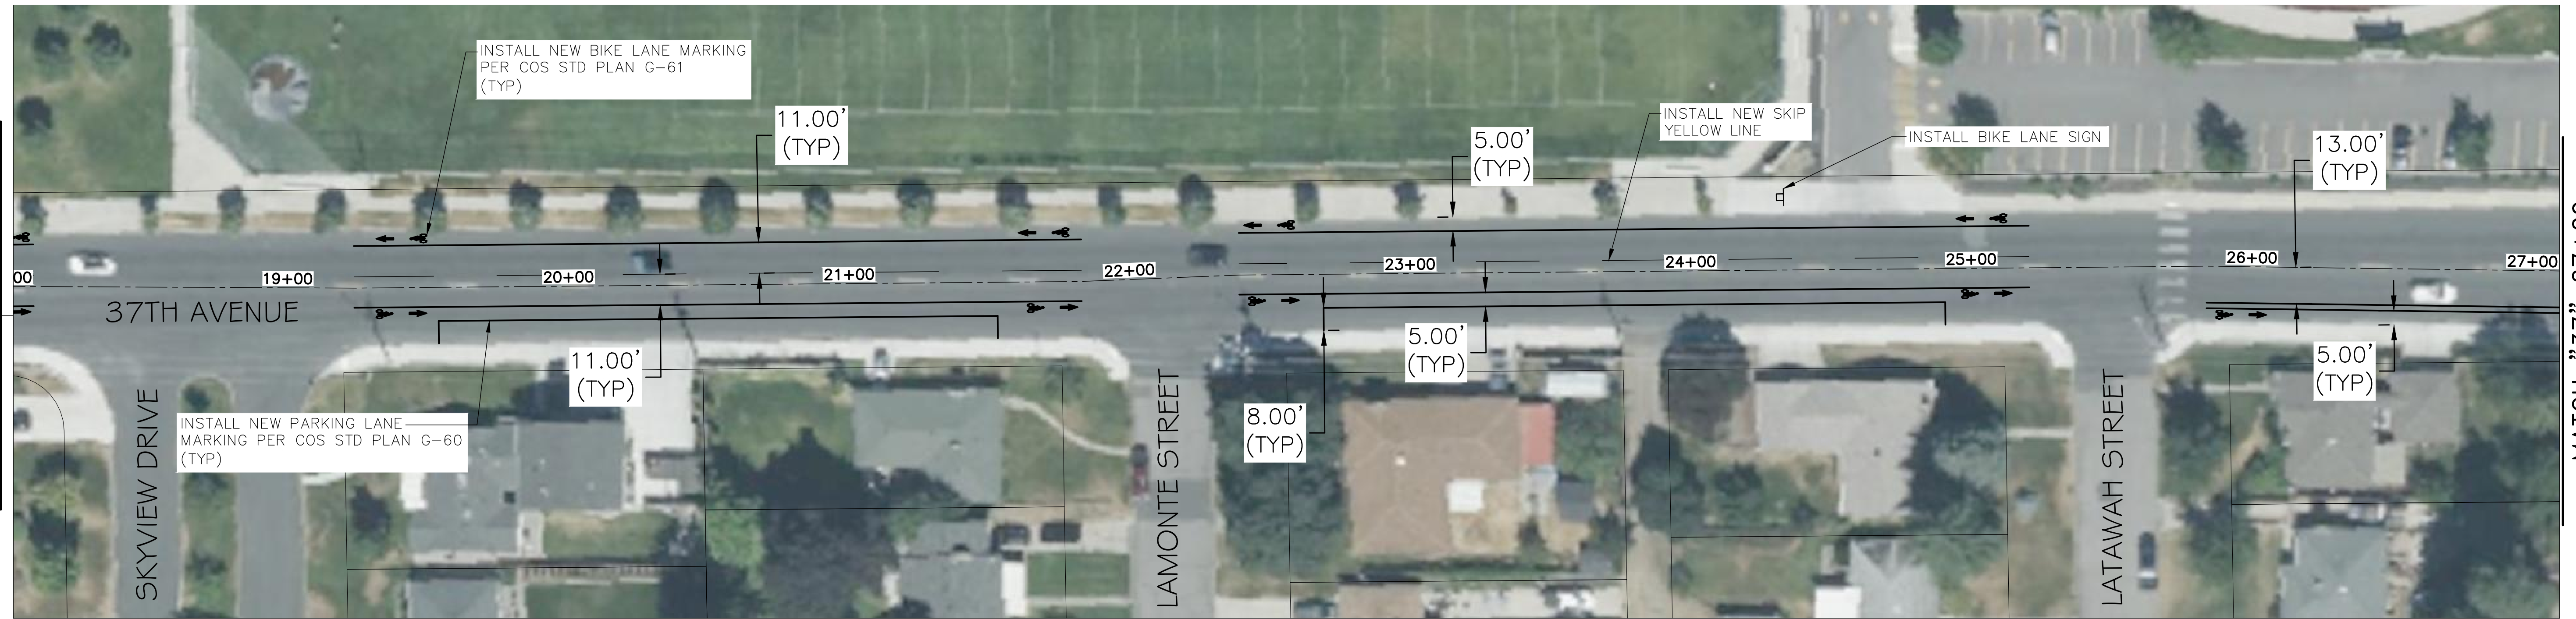 INSTALL NEW BIKE LANE MARKING
PER COS STD PLAN G-61
(TYP)
11.00'
(TYP)
5.00'
(TYP)
INSTALL NEW SKIP
YELLOW LINE
INSTALL BIKE LANE SIGN
13.00'
(TYP)
00
19+00
20+00
21+00
22+00
23+00
24+00
25+00
26+00
27+00
37TH AVENUE
11.00'
(TYP)
5.00'
(TYP)
5.00'
(TYP)
8.00'
(TYP)
INSTALL NEW PARKING LANE
MARKING PER COS STD PLAN G-60
(TYP)
SKYVIEW DRIVE
LAMONTE STREET
LATAWAH STREET